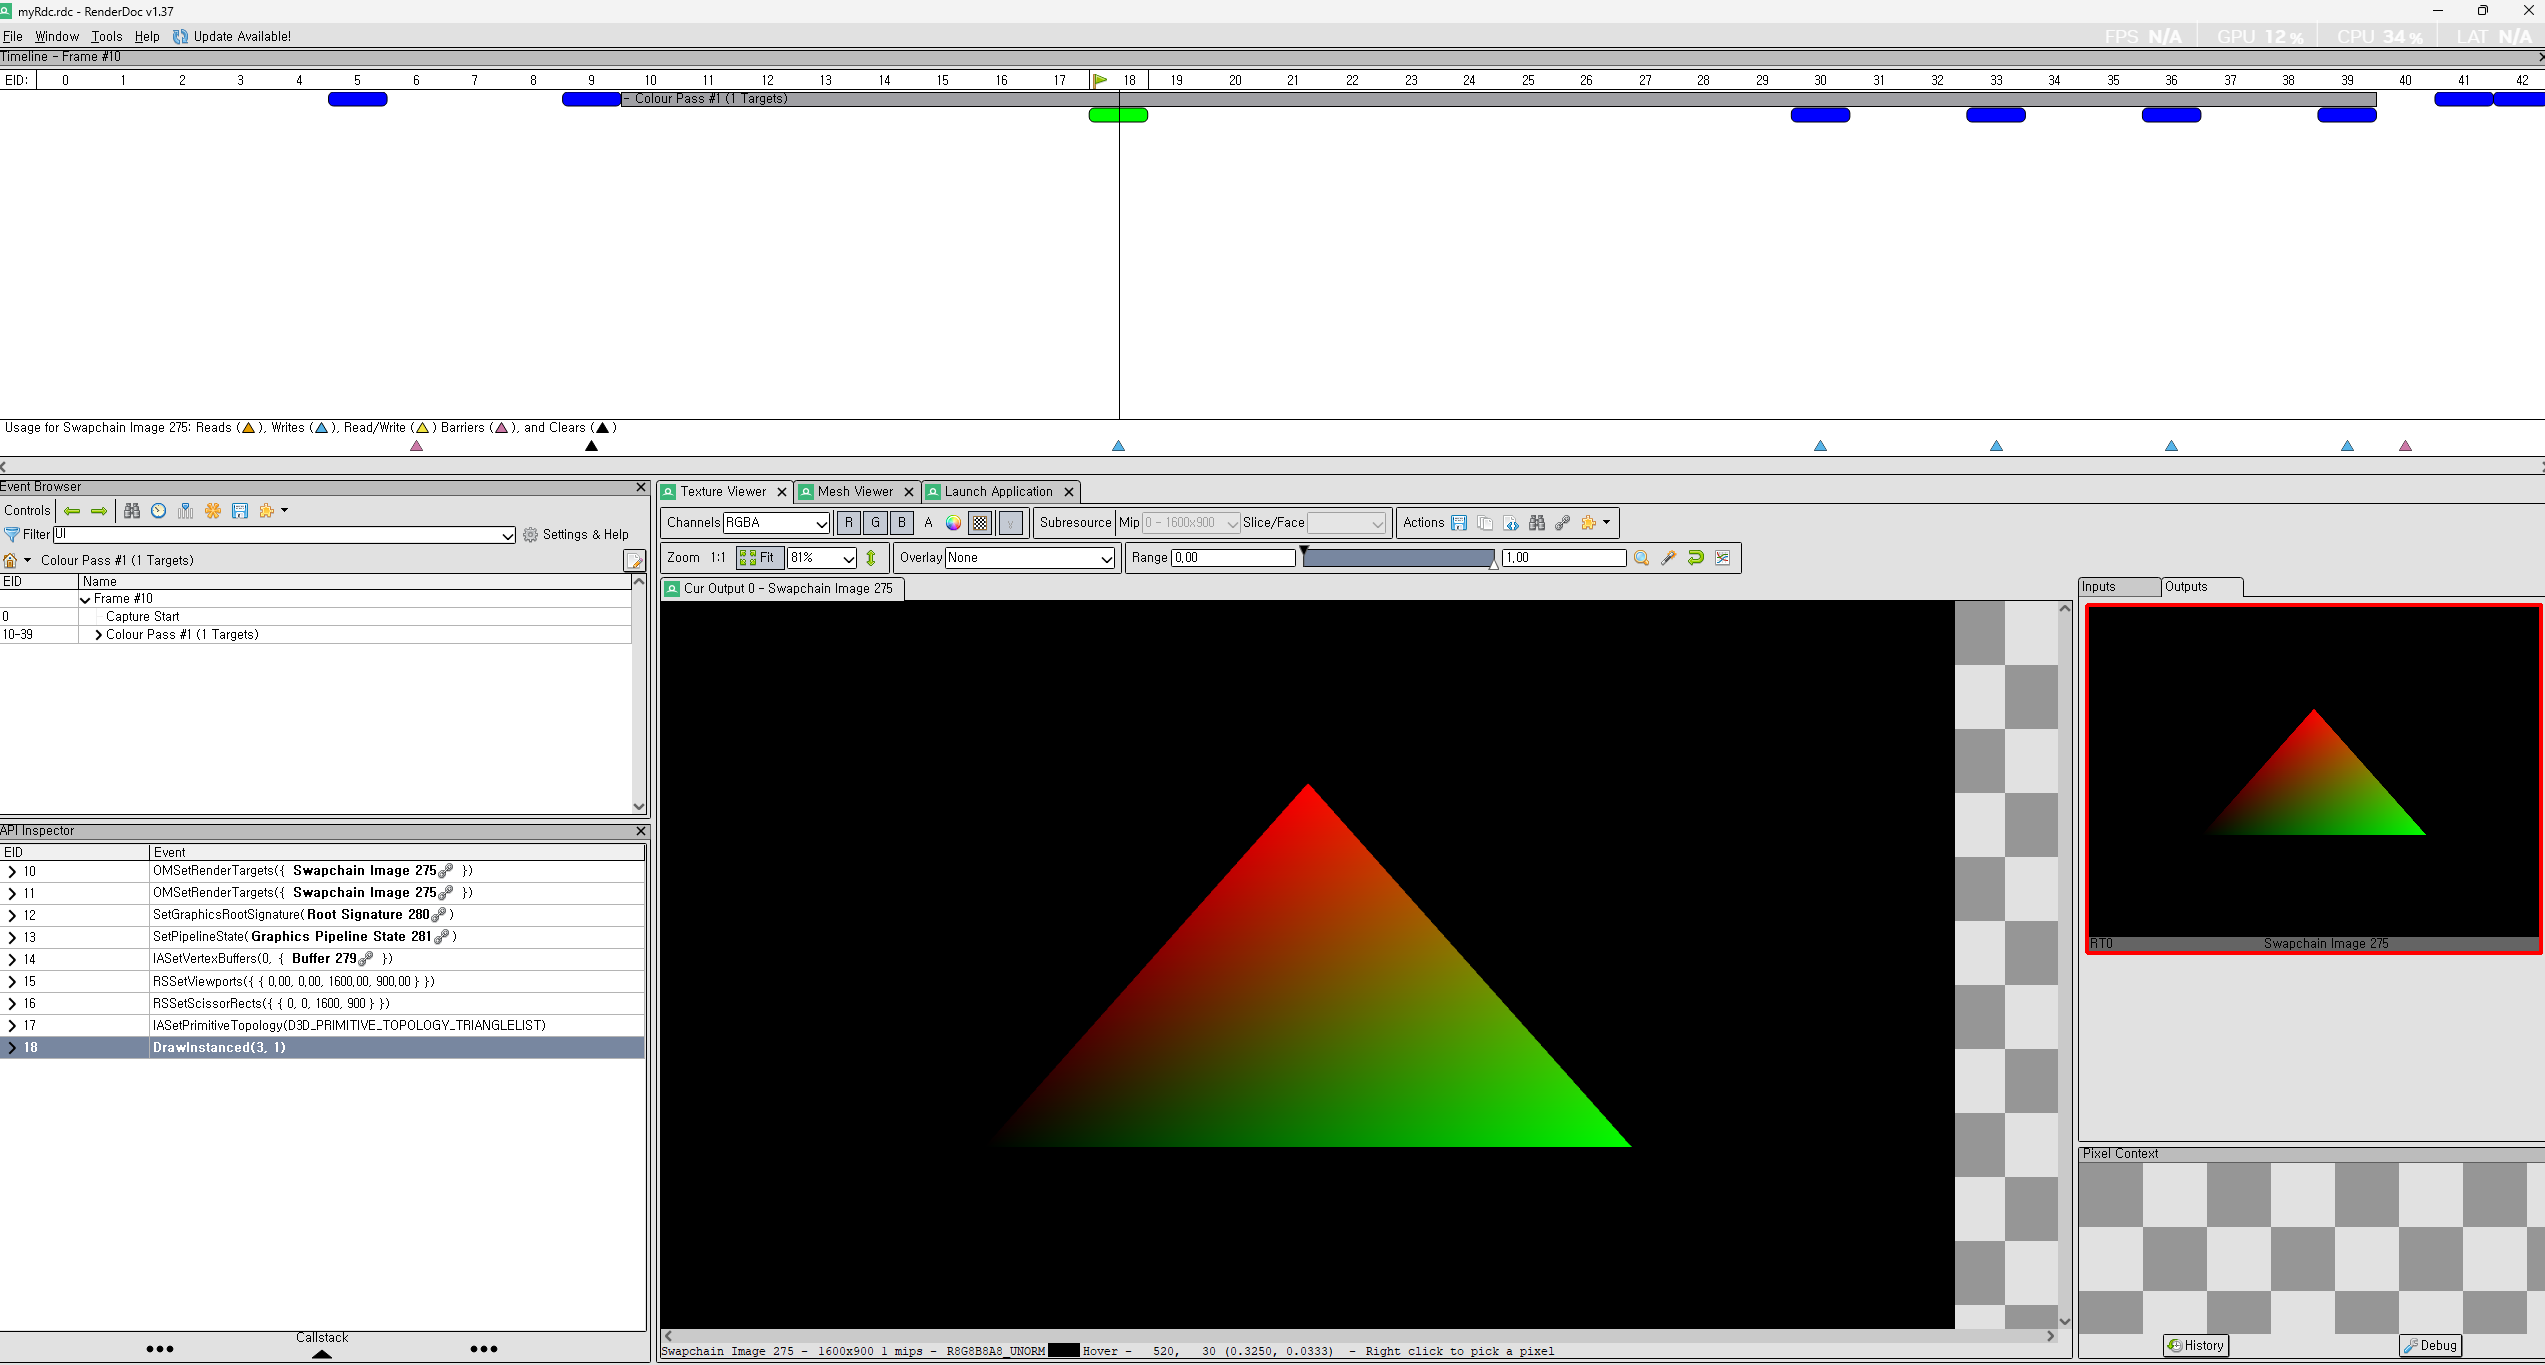 myRdc.rdc - RenderDoc v1.37
File Window Tools Help Update Available!
FPS N/A GPU 12 % CPU 34 % LAT N/A
Timeline - Frame #10
EID: 0 1 2 3 4 5 6 7 8 9 10 11 12 13 14 15 16 17 18 19 20 21 22 23 24 25 26 27 28 29 30 31 32 33 34 35 36 37 38 39 40 41 42
- Colour Pass #1 (1 Targets)
Usage for Swapchain Image 275: Reads ( ), Writes ( ), Read/Write ( ) Barriers ( ), and Clears ( )
Event Browser
Controls
Filter UI Settings & Help
Colour Pass #1 (1 Targets)
EID Name
Frame #10
0 Capture Start
10-39 Colour Pass #1 (1 Targets)
API Inspector
EID Event
10 OMSetRenderTargets({ Swapchain Image 275 })
11 OMSetRenderTargets({ Swapchain Image 275 })
12 SetGraphicsRootSignature( Root Signature 280 )
13 SetPipelineState( Graphics Pipeline State 281 )
14 IASetVertexBuffers(0, { Buffer 279 })
15 RSSetViewports({ { 0,00, 0,00, 1600,00, 900,00 } })
16 RSSetScissorRects({ { 0, 0, 1600, 900 } })
17 IASetPrimitiveTopology(D3D_PRIMITIVE_TOPOLOGY_TRIANGLELIST)
18 DrawInstanced(3, 1)
Callstack
Texture Viewer Mesh Viewer Launch Application
Channels RGBA R G B A γ Subresource Mip 0 - 1600x900 Slice/Face Actions
Zoom 1:1 Fit 81% Overlay None Range 0,00 1,00
Cur Output 0 - Swapchain Image 275
Swapchain Image 275 - 1600x900 1 mips - R8G8B8A8_UNORM Hover - 520, 30 (0.3250, 0.0333) - Right click to pick a pixel
Inputs Outputs
RT0 Swapchain Image 275
Pixel Context
History Debug